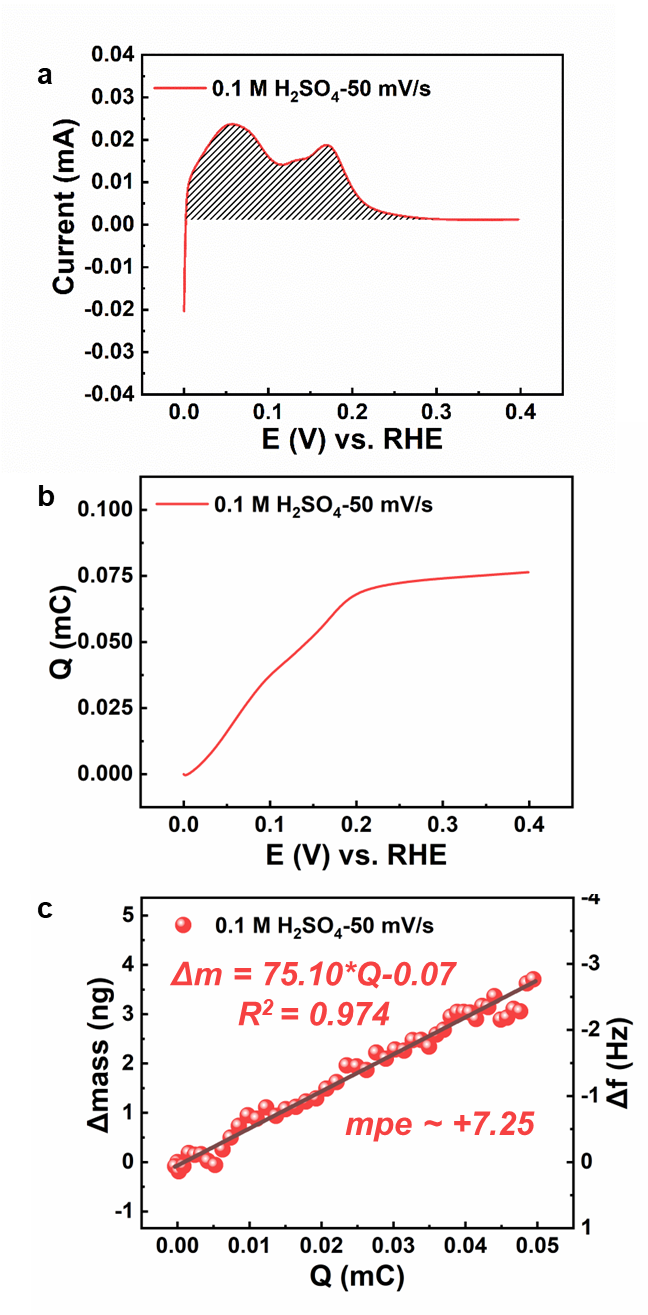 a
0.04
0.03
0.02
0.01
0.00
-0.01
-0.02
-0.03
-0.04
Current (mA)
0.1 M H₂SO₄-50 mV/s
0.0 0.1 0.2 0.3 0.4
E (V) vs. RHE
b
0.100
0.075
0.050
0.025
0.000
Q (mC)
0.1 M H₂SO₄-50 mV/s
0.0 0.1 0.2 0.3 0.4
E (V) vs. RHE
c
5
4
3
2
1
0
-1
Δmass (ng)
0.1 M H₂SO₄-50 mV/s
Δm = 75.10*Q-0.07
R² = 0.974
mpe ~ +7.25
-4
-3
-2
-1
0
1
Δf (Hz)
0.00 0.01 0.02 0.03 0.04 0.05
Q (mC)